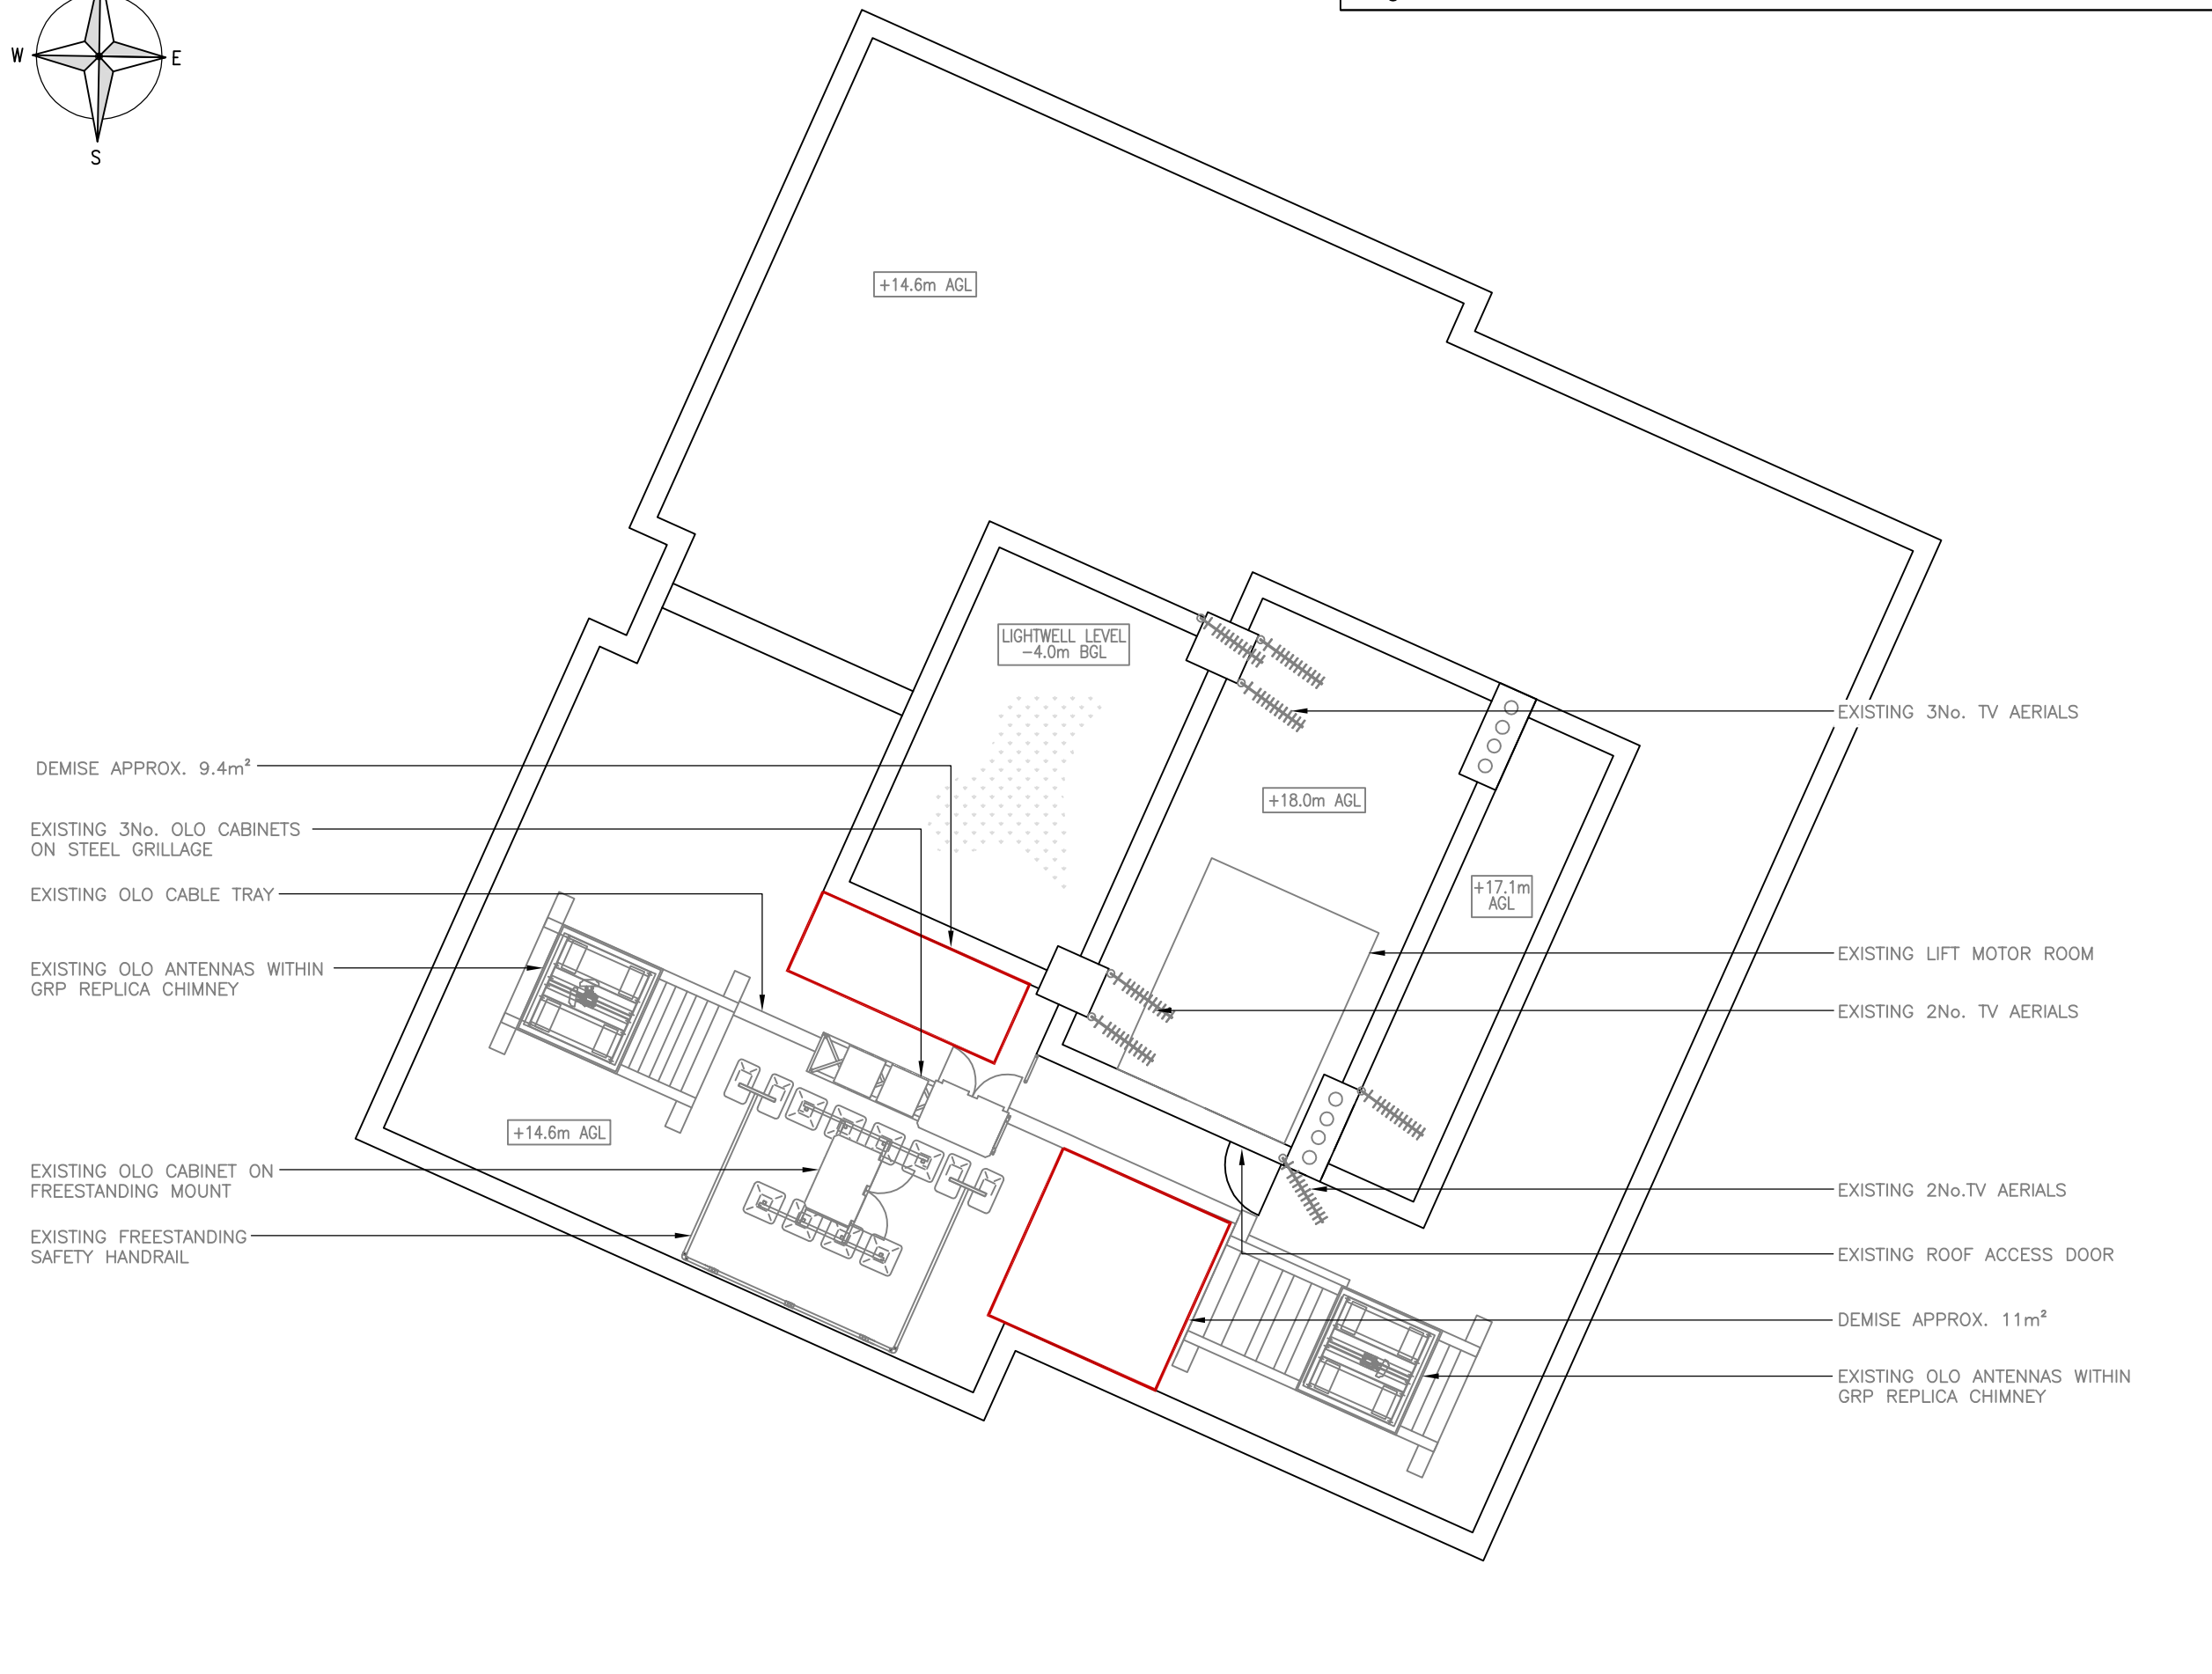 W
E
S
+14.6m AGL
LIGHTWELL LEVEL
-4.0m BGL
EXISTING 3No. TV AERIALS
DEMISE APPROX. 9.4m²
+18.0m AGL
EXISTING 3No. OLO CABINETS
ON STEEL GRILLAGE
EXISTING OLO CABLE TRAY
+17.1m
AGL
EXISTING LIFT MOTOR ROOM
EXISTING OLO ANTENNAS WITHIN
GRP REPLICA CHIMNEY
EXISTING 2No. TV AERIALS
+14.6m AGL
EXISTING OLO CABINET ON
FREESTANDING MOUNT
EXISTING 2No.TV AERIALS
EXISTING FREESTANDING
SAFETY HANDRAIL
EXISTING ROOF ACCESS DOOR
DEMISE APPROX. 11m²
EXISTING OLO ANTENNAS WITHIN
GRP REPLICA CHIMNEY